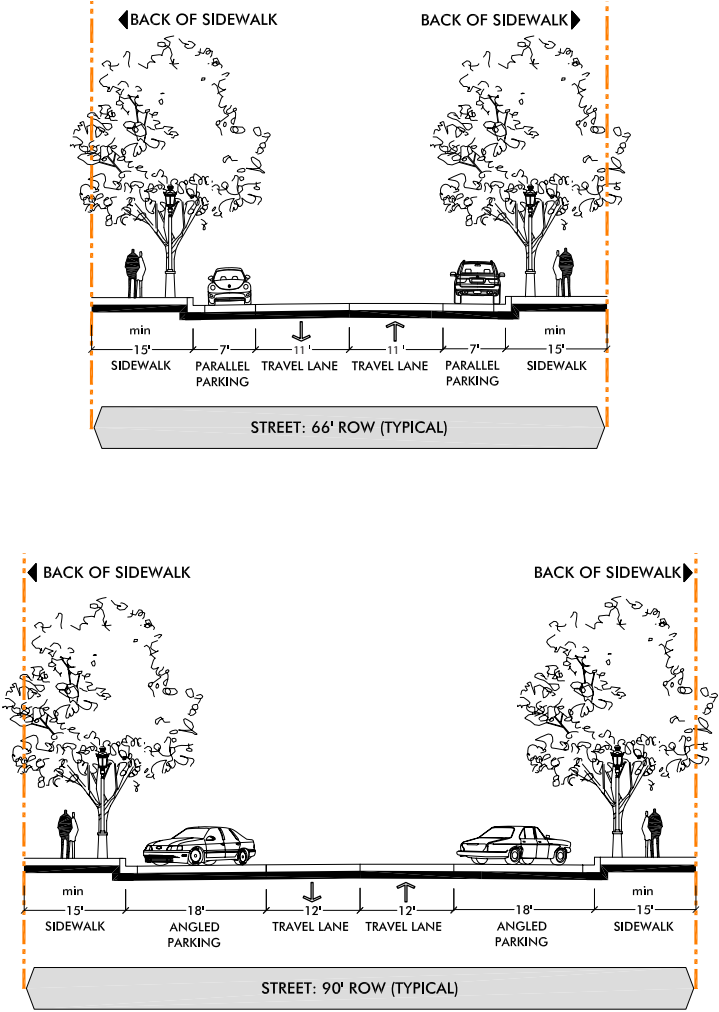 BACK OF SIDEWALK BACK OF SIDEWALK
min min
15' 7' 11' 11' 7' 15'
SIDEWALK PARALLEL TRAVEL LANE TRAVEL LANE PARALLEL SIDEWALK
PARKING PARKING
STREET: 66' ROW (TYPICAL)
BACK OF SIDEWALK BACK OF SIDEWALK
min min
15' 18' 12' 12' 18' 15'
SIDEWALK ANGLED TRAVEL LANE TRAVEL LANE ANGLED SIDEWALK
PARKING PARKING
STREET: 90' ROW (TYPICAL)